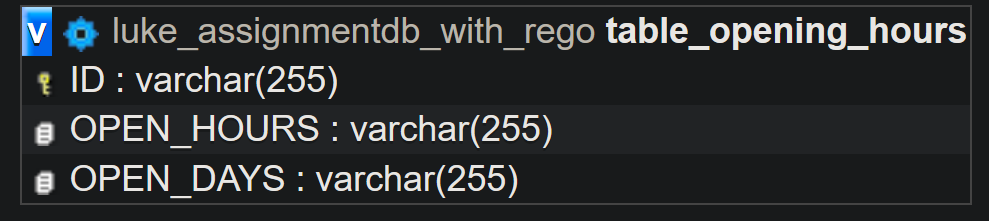 v luke_assignmentdb_with_rego table_opening_hours
ID : varchar(255)
OPEN_HOURS : varchar(255)
OPEN_DAYS : varchar(255)